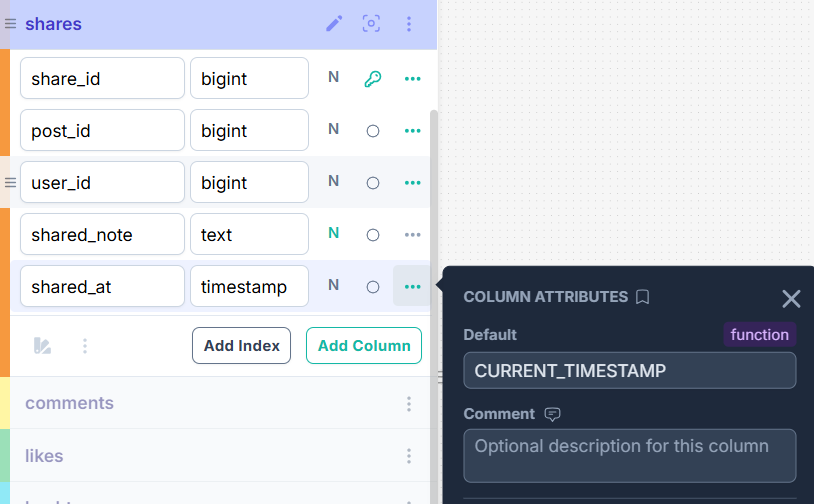 shares
share_id bigint N
post_id bigint N
user_id bigint N
shared_note text N
shared_at timestamp N
Add Index Add Column
comments
likes
COLUMN ATTRIBUTES
Default function
CURRENT_TIMESTAMP
Comment
Optional description for this column